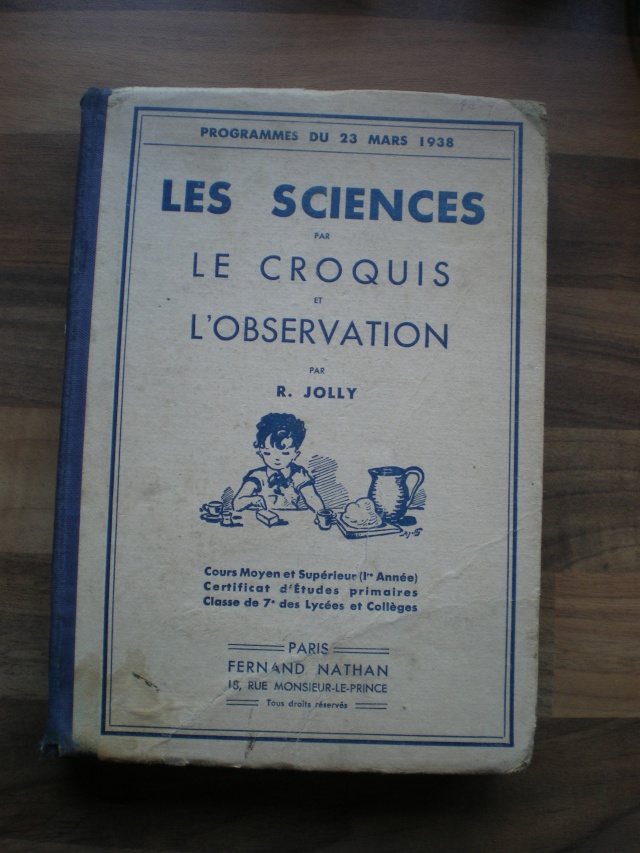 PROGRAMMES DU 23 MARS 1938
LES SCIENCES
PAR
LE CROQUIS
ET
L'OBSERVATION
PAR
R. JOLLY
Cours Moyen et Supérieur (Ire Année)
Certificat d'Études primaires
Classe de 7e des Lycées et Collèges
PARIS
FERNAND NATHAN
18, RUE MONSIEUR-LE-PRINCE
Tous droits réservés